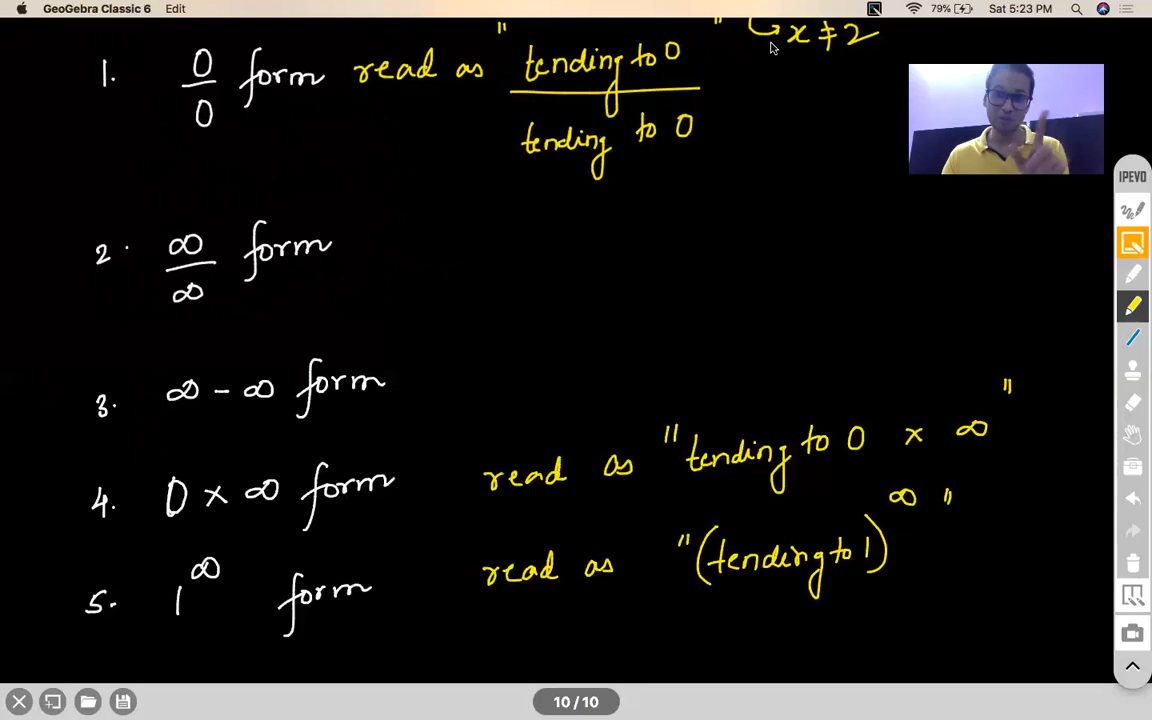 GeoGebra Classic 6 Edit 79% Sat 5:23 PM
" " x ≠ 2
1. 0/0 form read as tending to 0 / tending to 0
IPEVO
2. ∞/∞ form
3. ∞ - ∞ form
4. 0 x ∞ form read as "tending to 0 x ∞"
5. 1^∞ form read as "(tending to 1)^∞"
10 / 10